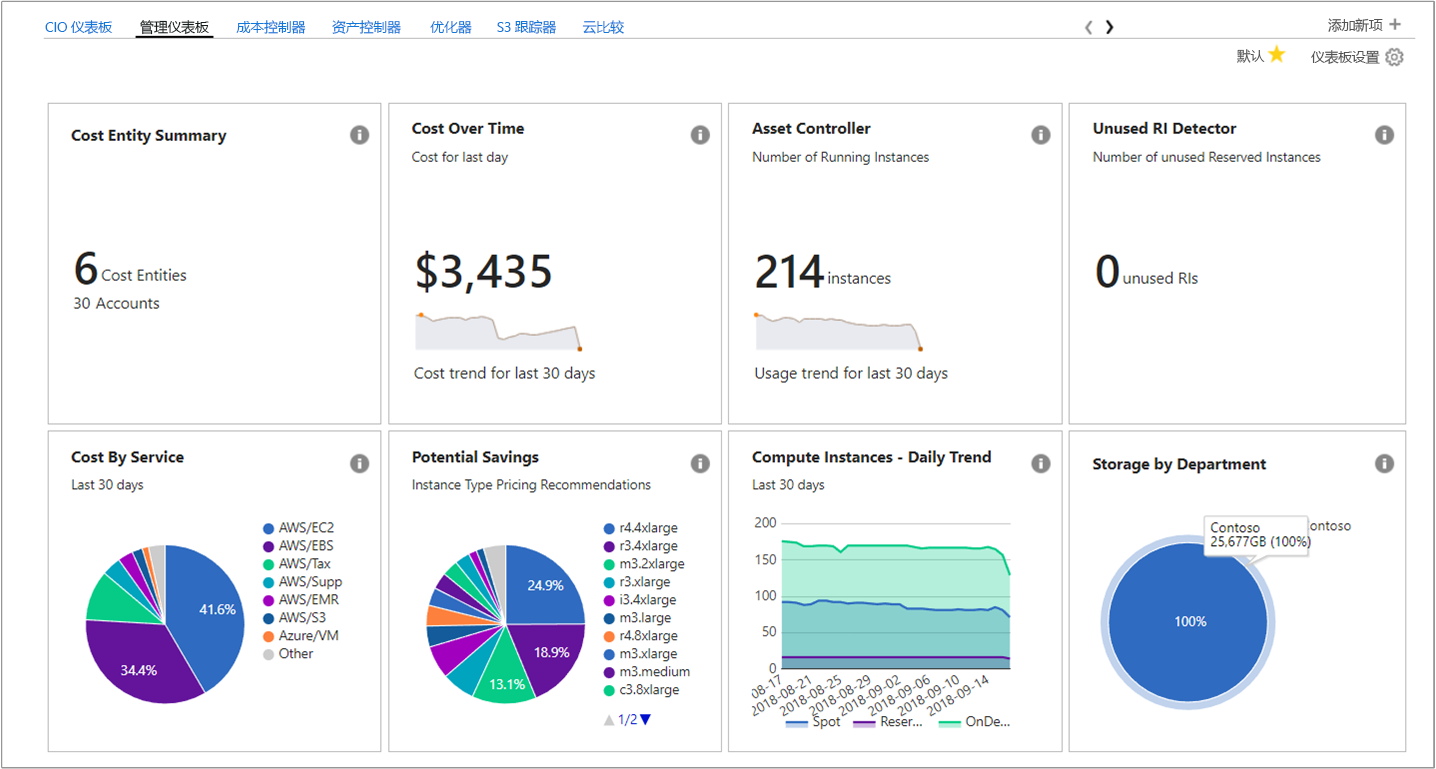 CIO 仪表板 管理仪表板 成本控制器 资产控制器 优化器 S3 跟踪器 云比较 添加新项
默认 仪表板设置
Cost Entity Summary
6 Cost Entities
30 Accounts
Cost Over Time
Cost for last day
$3,435
Cost trend for last 30 days
Asset Controller
Number of Running Instances
214 instances
Usage trend for last 30 days
Unused RI Detector
Number of unused Reserved Instances
0 unused RIs
Cost By Service
Last 30 days
41.6%
34.4%
AWS/EC2
AWS/EBS
AWS/Tax
AWS/Supp
AWS/EMR
AWS/S3
Azure/VM
Other
Potential Savings
Instance Type Pricing Recommendations
24.9%
18.9%
13.1%
r4.4xlarge
r3.4xlarge
m3.2xlarge
r3.xlarge
i3.4xlarge
m3.large
r4.8xlarge
m3.xlarge
m3.medium
c3.8xlarge
1/2
Compute Instances - Daily Trend
Last 30 days
200
150
100
50
0
08-17
2018-08-21
2018-08-25
2018-08-29
2018-09-02
2018-09-06
2018-09-10
2018-09-14
Spot Reser... OnDe...
Storage by Department
Contoso
25,677GB (100%)
ontoso
100%